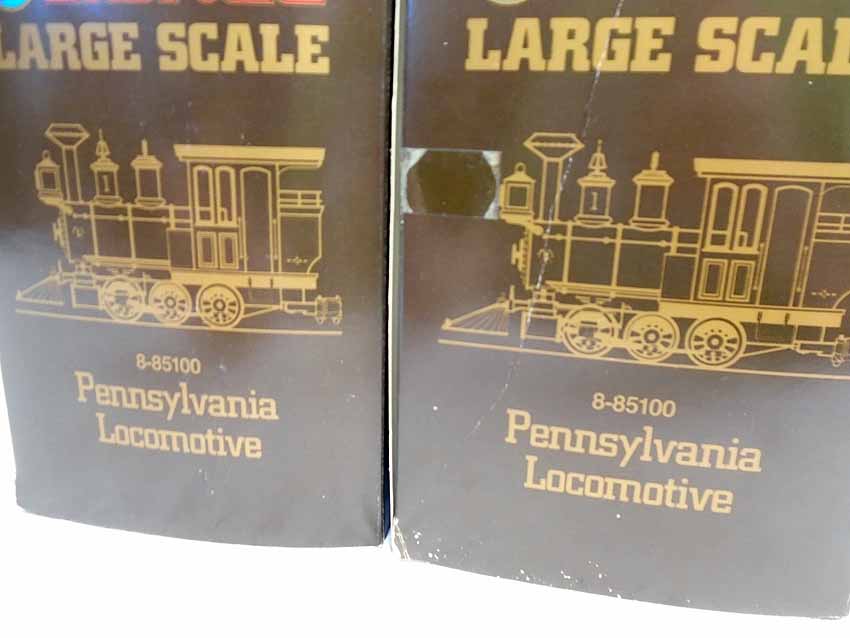 LARGE SCALE
1
8-85100
Pennsylvania
Locomotive
LARGE SCAL
1
8-85100
Pennsylvania
Locomotive